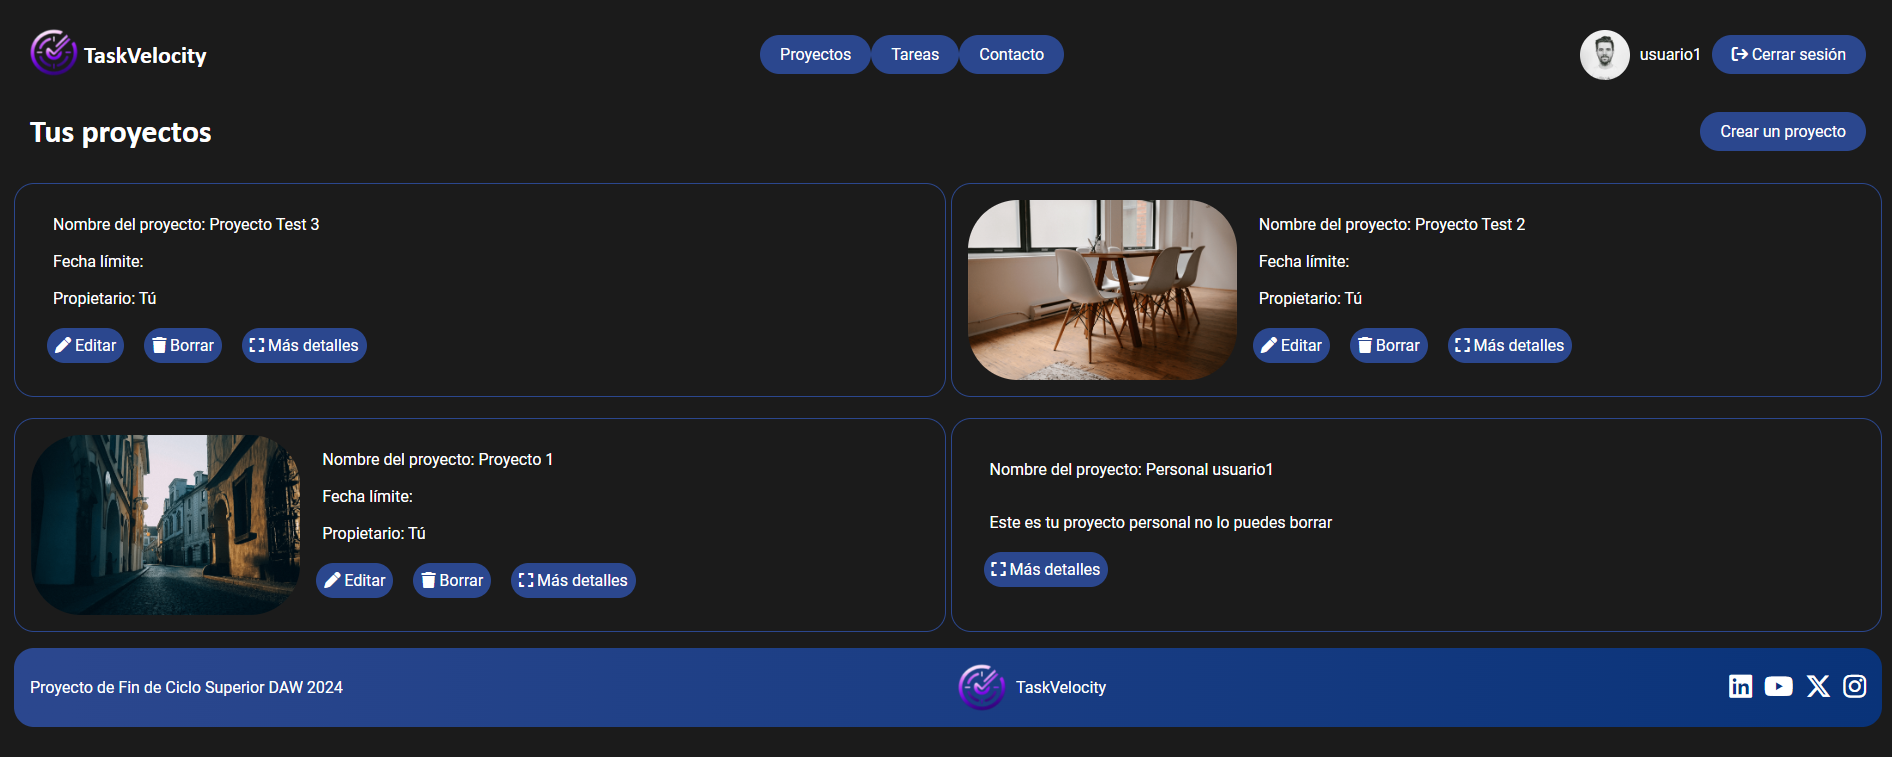 TaskVelocity
Proyectos
Tareas
Contacto
usuario1
Cerrar sesión
Tus proyectos
Crear un proyecto
Nombre del proyecto: Proyecto Test 3
Fecha límite:
Propietario: Tú
Editar
Borrar
Más detalles
Nombre del proyecto: Proyecto Test 2
Fecha límite:
Propietario: Tú
Editar
Borrar
Más detalles
Nombre del proyecto: Proyecto 1
Fecha límite:
Propietario: Tú
Editar
Borrar
Más detalles
Nombre del proyecto: Personal usuario1
Este es tu proyecto personal no lo puedes borrar
Más detalles
Proyecto de Fin de Ciclo Superior DAW 2024
TaskVelocity